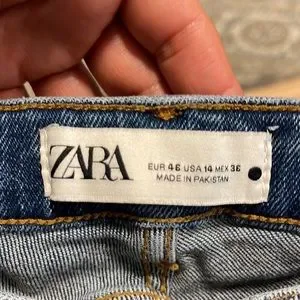 ZARA
EUR 46 USA 14 MEX 36
MADE IN PAKISTAN